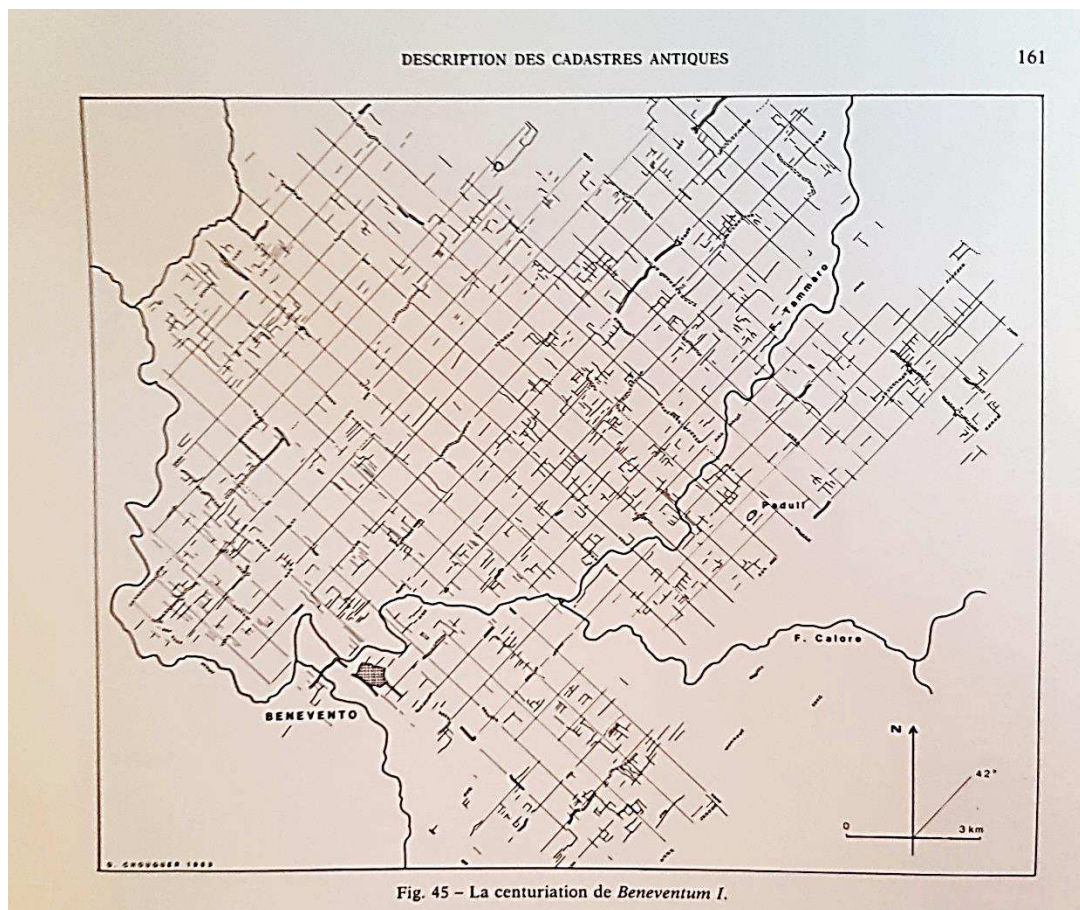 DESCRIPTION DES CADASTRES ANTIQUES
161
F. Tammaro
Paduli
F. Calore
BENEVENTO
N
42°
0 3 km
G. CHOUQUER 1983
Fig. 45 – La centuriation de Beneventum I.